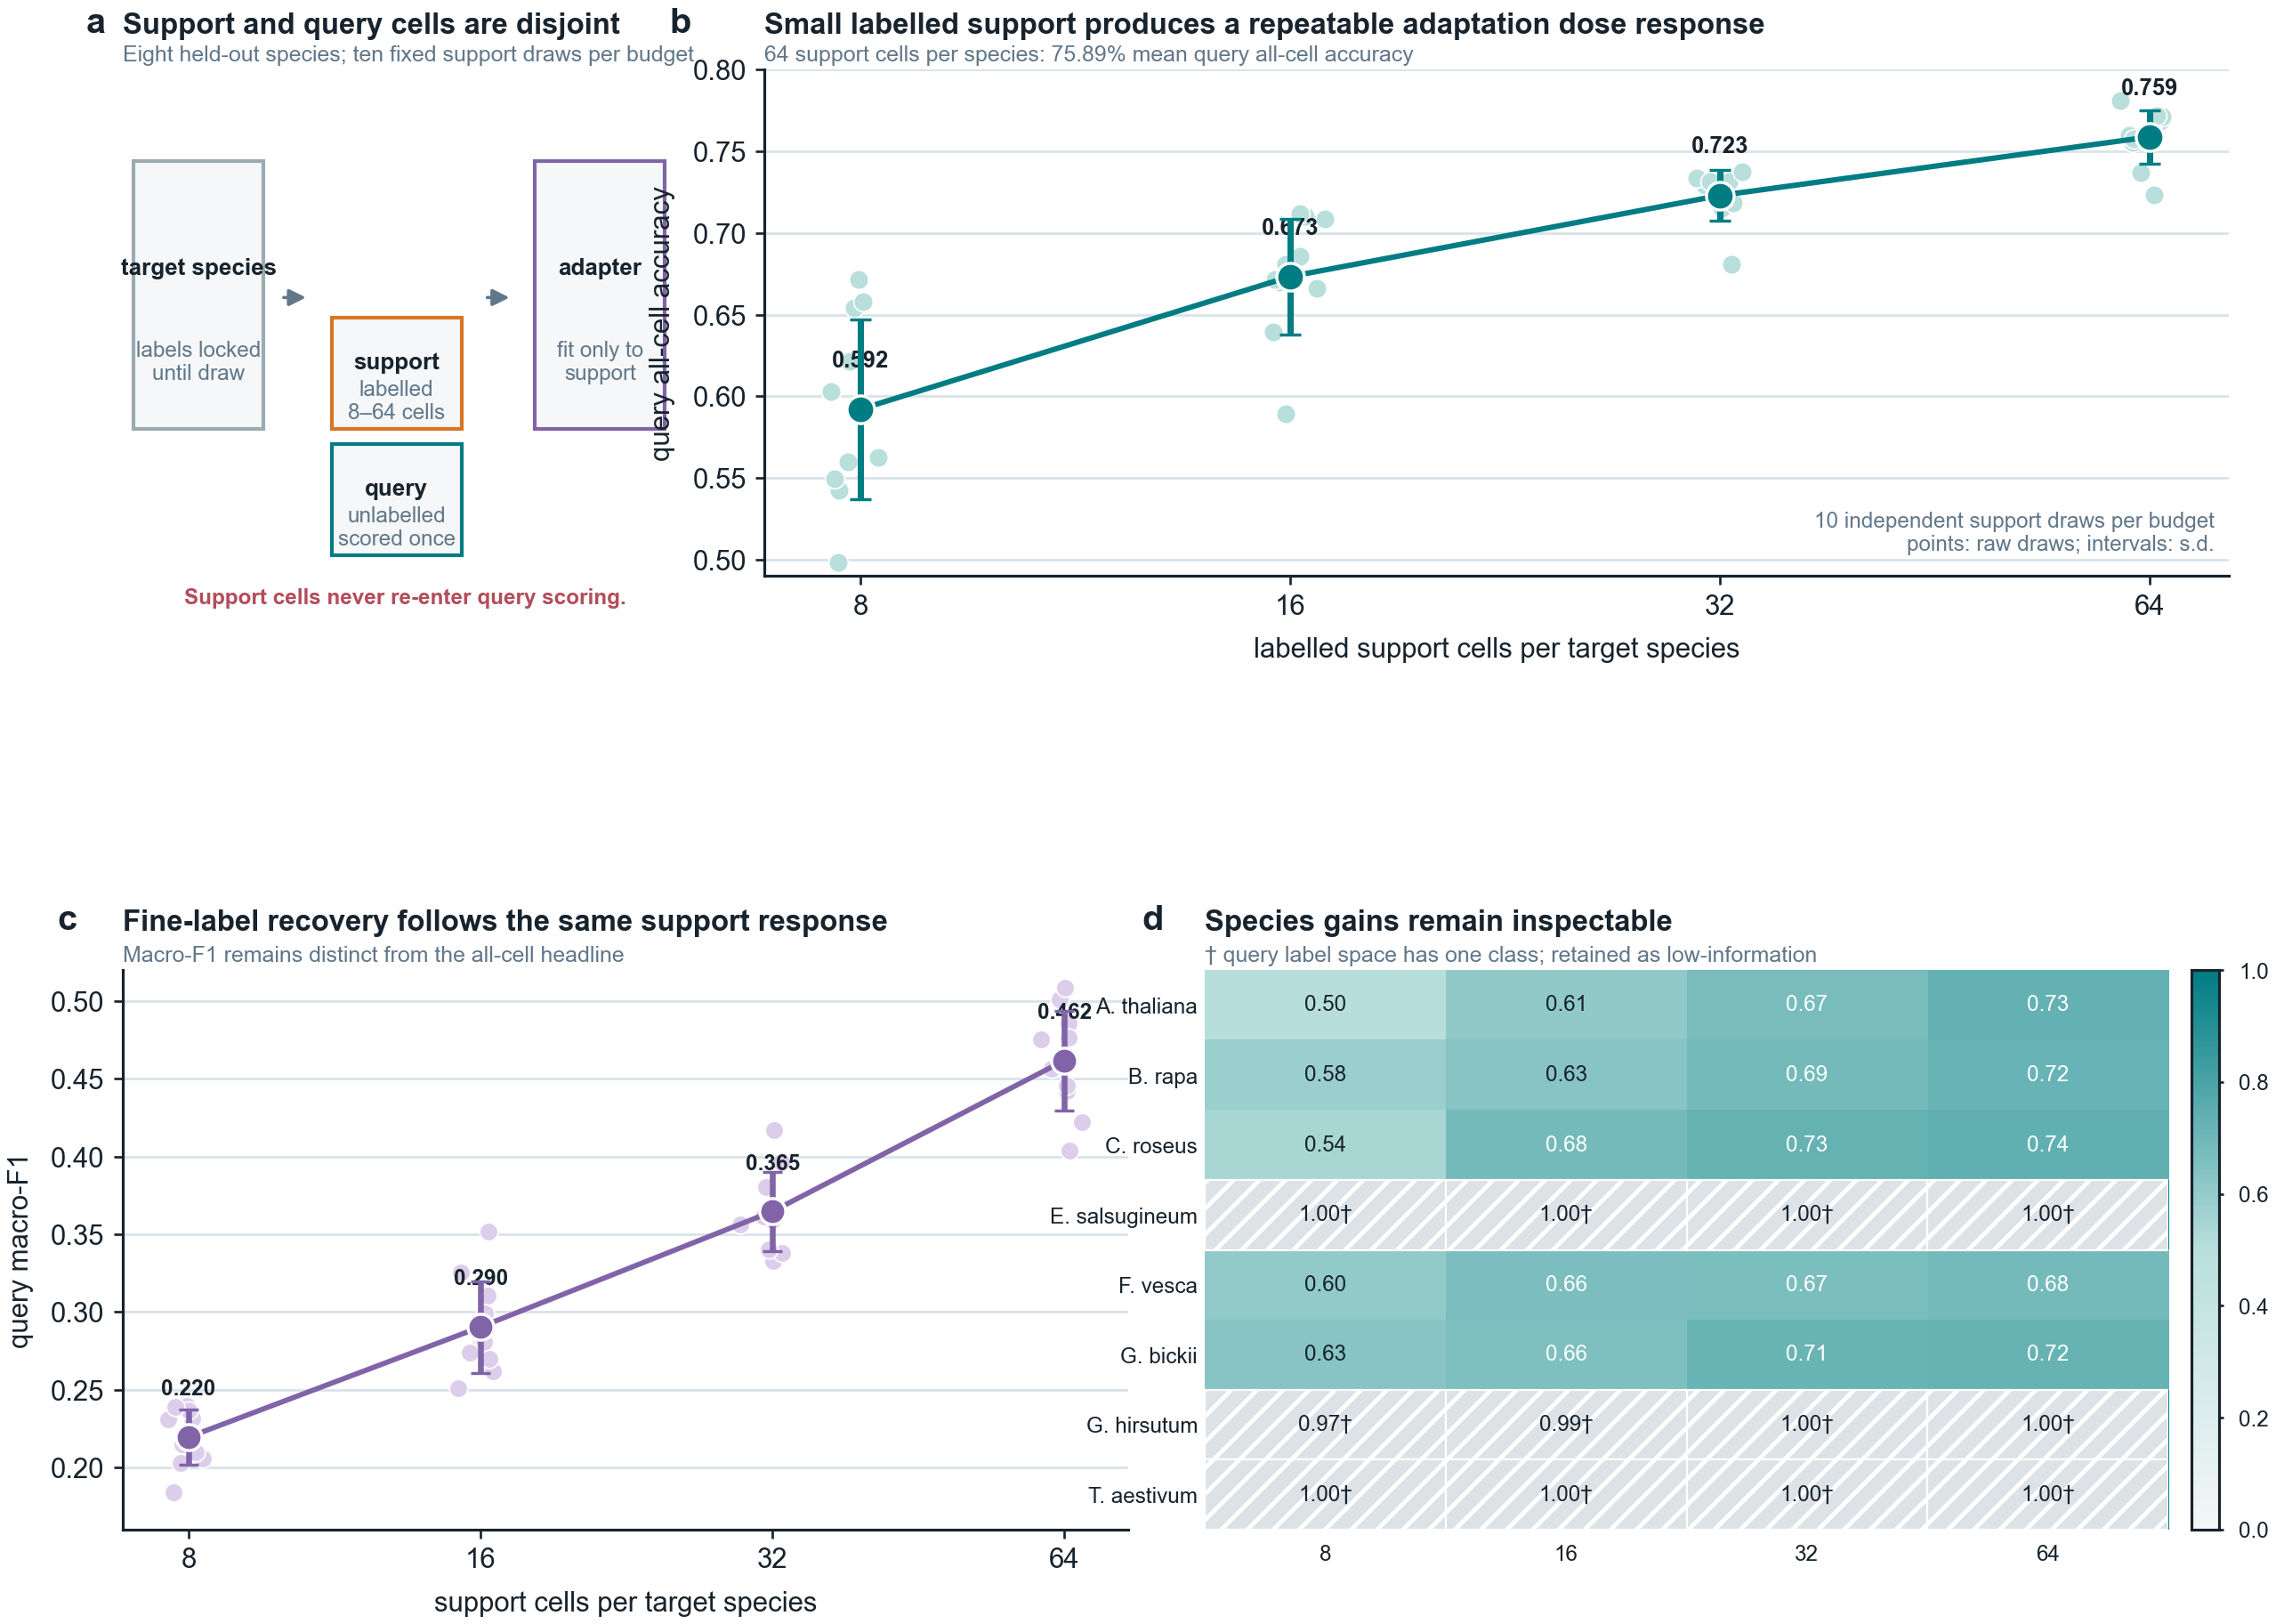 a Support and query cells are disjoint
Eight held-out species; ten fixed support draws per budget
target species
labels locked
until draw
support
labelled
8–64 cells
query
unlabelled
scored once
adapter
fit only to
support
Support cells never re-enter query scoring.
b Small labelled support produces a repeatable adaptation dose response
64 support cells per species: 75.89% mean query all-cell accuracy
query all-cell accuracy
0.80
0.75
0.70
0.65
0.60
0.55
0.50
0.592
0.673
0.723
0.759
10 independent support draws per budget
points: raw draws; intervals: s.d.
8 16 32 64
labelled support cells per target species
c Fine-label recovery follows the same support response
Macro-F1 remains distinct from the all-cell headline
query macro-F1
0.50
0.45
0.40
0.35
0.30
0.25
0.20
0.220
0.290
0.365
0.462
8 16 32 64
support cells per target species
d Species gains remain inspectable
† query label space has one class; retained as low-information
A. thaliana 0.50 0.61 0.67 0.73
B. rapa 0.58 0.63 0.69 0.72
C. roseus 0.54 0.68 0.73 0.74
E. salsugineum 1.00† 1.00† 1.00† 1.00†
F. vesca 0.60 0.66 0.67 0.68
G. bickii 0.63 0.66 0.71 0.72
G. hirsutum 0.97† 0.99† 1.00† 1.00†
T. aestivum 1.00† 1.00† 1.00† 1.00†
8 16 32 64
1.0
0.8
0.6
0.4
0.2
0.0